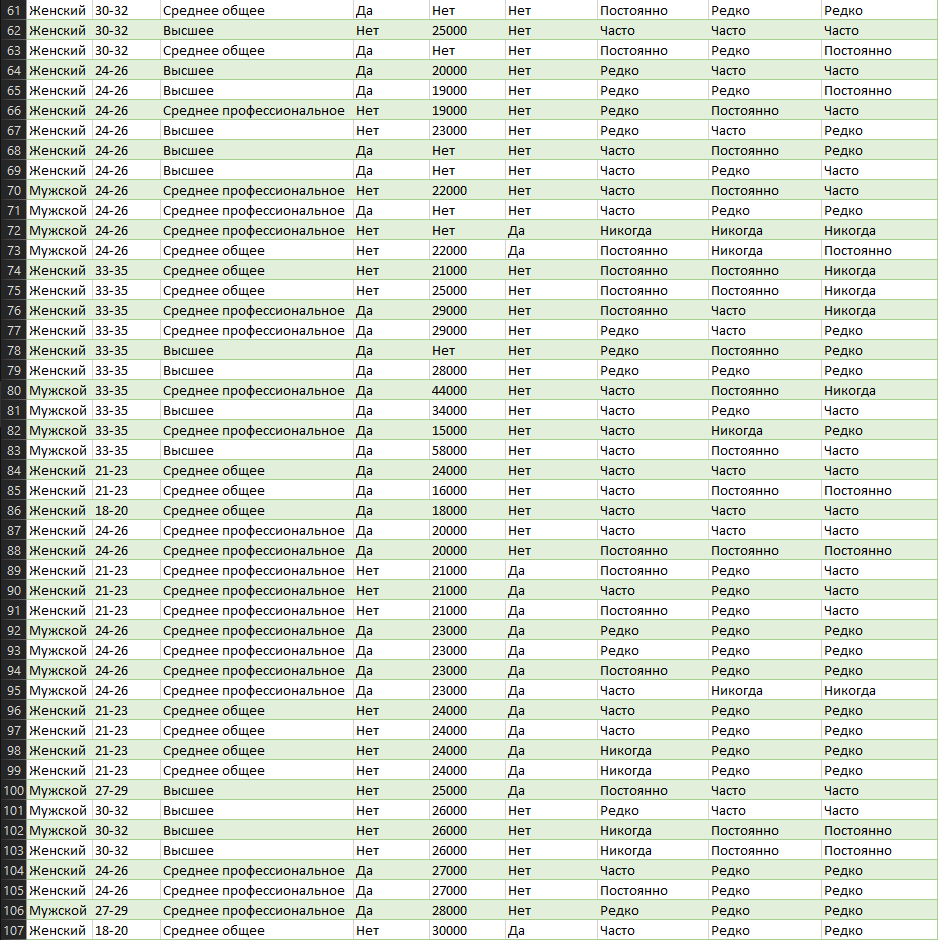 61 Женский 30-32 Среднее общее Да Нет Нет Постоянно Редко Редко
62 Женский 30-32 Высшее Нет 25000 Нет Часто Часто Часто
63 Женский 30-32 Среднее общее Да Нет Нет Постоянно Редко Постоянно
64 Женский 24-26 Высшее Да 20000 Нет Редко Часто Часто
65 Женский 24-26 Высшее Да 19000 Нет Редко Редко Постоянно
66 Женский 24-26 Среднее профессиональное Нет 19000 Нет Редко Постоянно Часто
67 Женский 24-26 Высшее Нет 23000 Нет Редко Часто Редко
68 Женский 24-26 Высшее Да Нет Нет Часто Постоянно Редко
69 Женский 24-26 Высшее Да Нет Нет Часто Редко Часто
70 Мужской 24-26 Среднее профессиональное Нет 22000 Нет Часто Постоянно Часто
71 Мужской 24-26 Среднее профессиональное Да Нет Нет Часто Редко Редко
72 Мужской 24-26 Среднее профессиональное Нет Нет Да Никогда Никогда Никогда
73 Мужской 24-26 Среднее общее Нет 22000 Да Постоянно Никогда Постоянно
74 Женский 33-35 Среднее общее Нет 21000 Нет Постоянно Постоянно Никогда
75 Женский 33-35 Среднее общее Нет 25000 Нет Постоянно Постоянно Никогда
76 Женский 33-35 Среднее профессиональное Да 29000 Нет Постоянно Часто Никогда
77 Женский 33-35 Среднее профессиональное Да 29000 Нет Редко Часто Редко
78 Женский 33-35 Высшее Да Нет Нет Редко Постоянно Редко
79 Женский 33-35 Высшее Да 28000 Нет Редко Редко Редко
80 Мужской 33-35 Среднее профессиональное Да 44000 Нет Часто Постоянно Никогда
81 Мужской 33-35 Высшее Да 34000 Нет Часто Редко Часто
82 Мужской 33-35 Среднее профессиональное Да 15000 Нет Часто Никогда Редко
83 Мужской 33-35 Высшее Да 58000 Нет Часто Постоянно Часто
84 Женский 21-23 Среднее общее Да 24000 Нет Часто Часто Часто
85 Женский 21-23 Среднее общее Да 16000 Нет Часто Постоянно Постоянно
86 Женский 18-20 Среднее общее Да 18000 Нет Часто Часто Часто
87 Женский 24-26 Среднее профессиональное Да 20000 Нет Часто Часто Часто
88 Женский 24-26 Среднее профессиональное Да 20000 Нет Постоянно Постоянно Постоянно
89 Женский 21-23 Среднее профессиональное Нет 21000 Да Постоянно Редко Часто
90 Женский 21-23 Среднее профессиональное Нет 21000 Да Часто Редко Часто
91 Женский 21-23 Среднее профессиональное Нет 21000 Да Постоянно Редко Часто
92 Мужской 24-26 Среднее профессиональное Да 23000 Да Редко Редко Редко
93 Мужской 24-26 Среднее профессиональное Да 23000 Да Редко Редко Редко
94 Мужской 24-26 Среднее профессиональное Да 23000 Да Постоянно Редко Редко
95 Мужской 24-26 Среднее профессиональное Да 23000 Да Часто Никогда Никогда
96 Женский 21-23 Среднее общее Нет 24000 Да Часто Редко Редко
97 Женский 21-23 Среднее общее Нет 24000 Да Часто Редко Редко
98 Женский 21-23 Среднее общее Нет 24000 Да Никогда Редко Редко
99 Женский 21-23 Среднее общее Нет 24000 Да Никогда Редко Редко
100 Мужской 27-29 Высшее Нет 25000 Да Постоянно Часто Часто
101 Мужской 30-32 Высшее Нет 26000 Нет Редко Часто Часто
102 Мужской 30-32 Высшее Нет 26000 Нет Никогда Постоянно Постоянно
103 Женский 30-32 Высшее Нет 26000 Нет Никогда Постоянно Постоянно
104 Женский 24-26 Среднее профессиональное Да 27000 Нет Часто Редко Редко
105 Женский 24-26 Среднее профессиональное Да 27000 Нет Постоянно Редко Редко
106 Мужской 27-29 Среднее профессиональное Да 28000 Нет Редко Редко Редко
107 Женский 18-20 Среднее общее Нет 30000 Да Часто Редко Редко